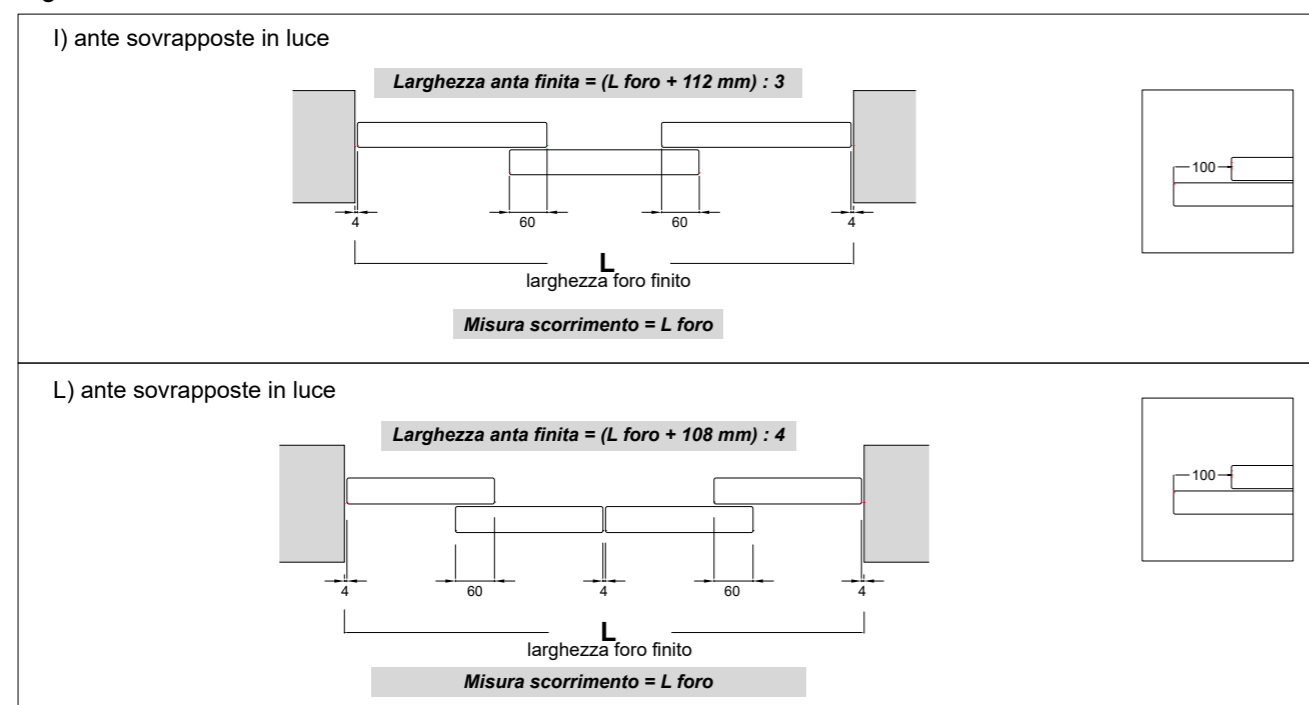 I) ante sovrapposte in luce
Larghezza anta finita = (L foro + 112 mm) : 3
100
4 60 60 4
L
larghezza foro finito
Misura scorrimento = L foro
L) ante sovrapposte in luce
Larghezza anta finita = (L foro + 108 mm) : 4
100
4 60 4 60 4
L
larghezza foro finito
Misura scorrimento = L foro